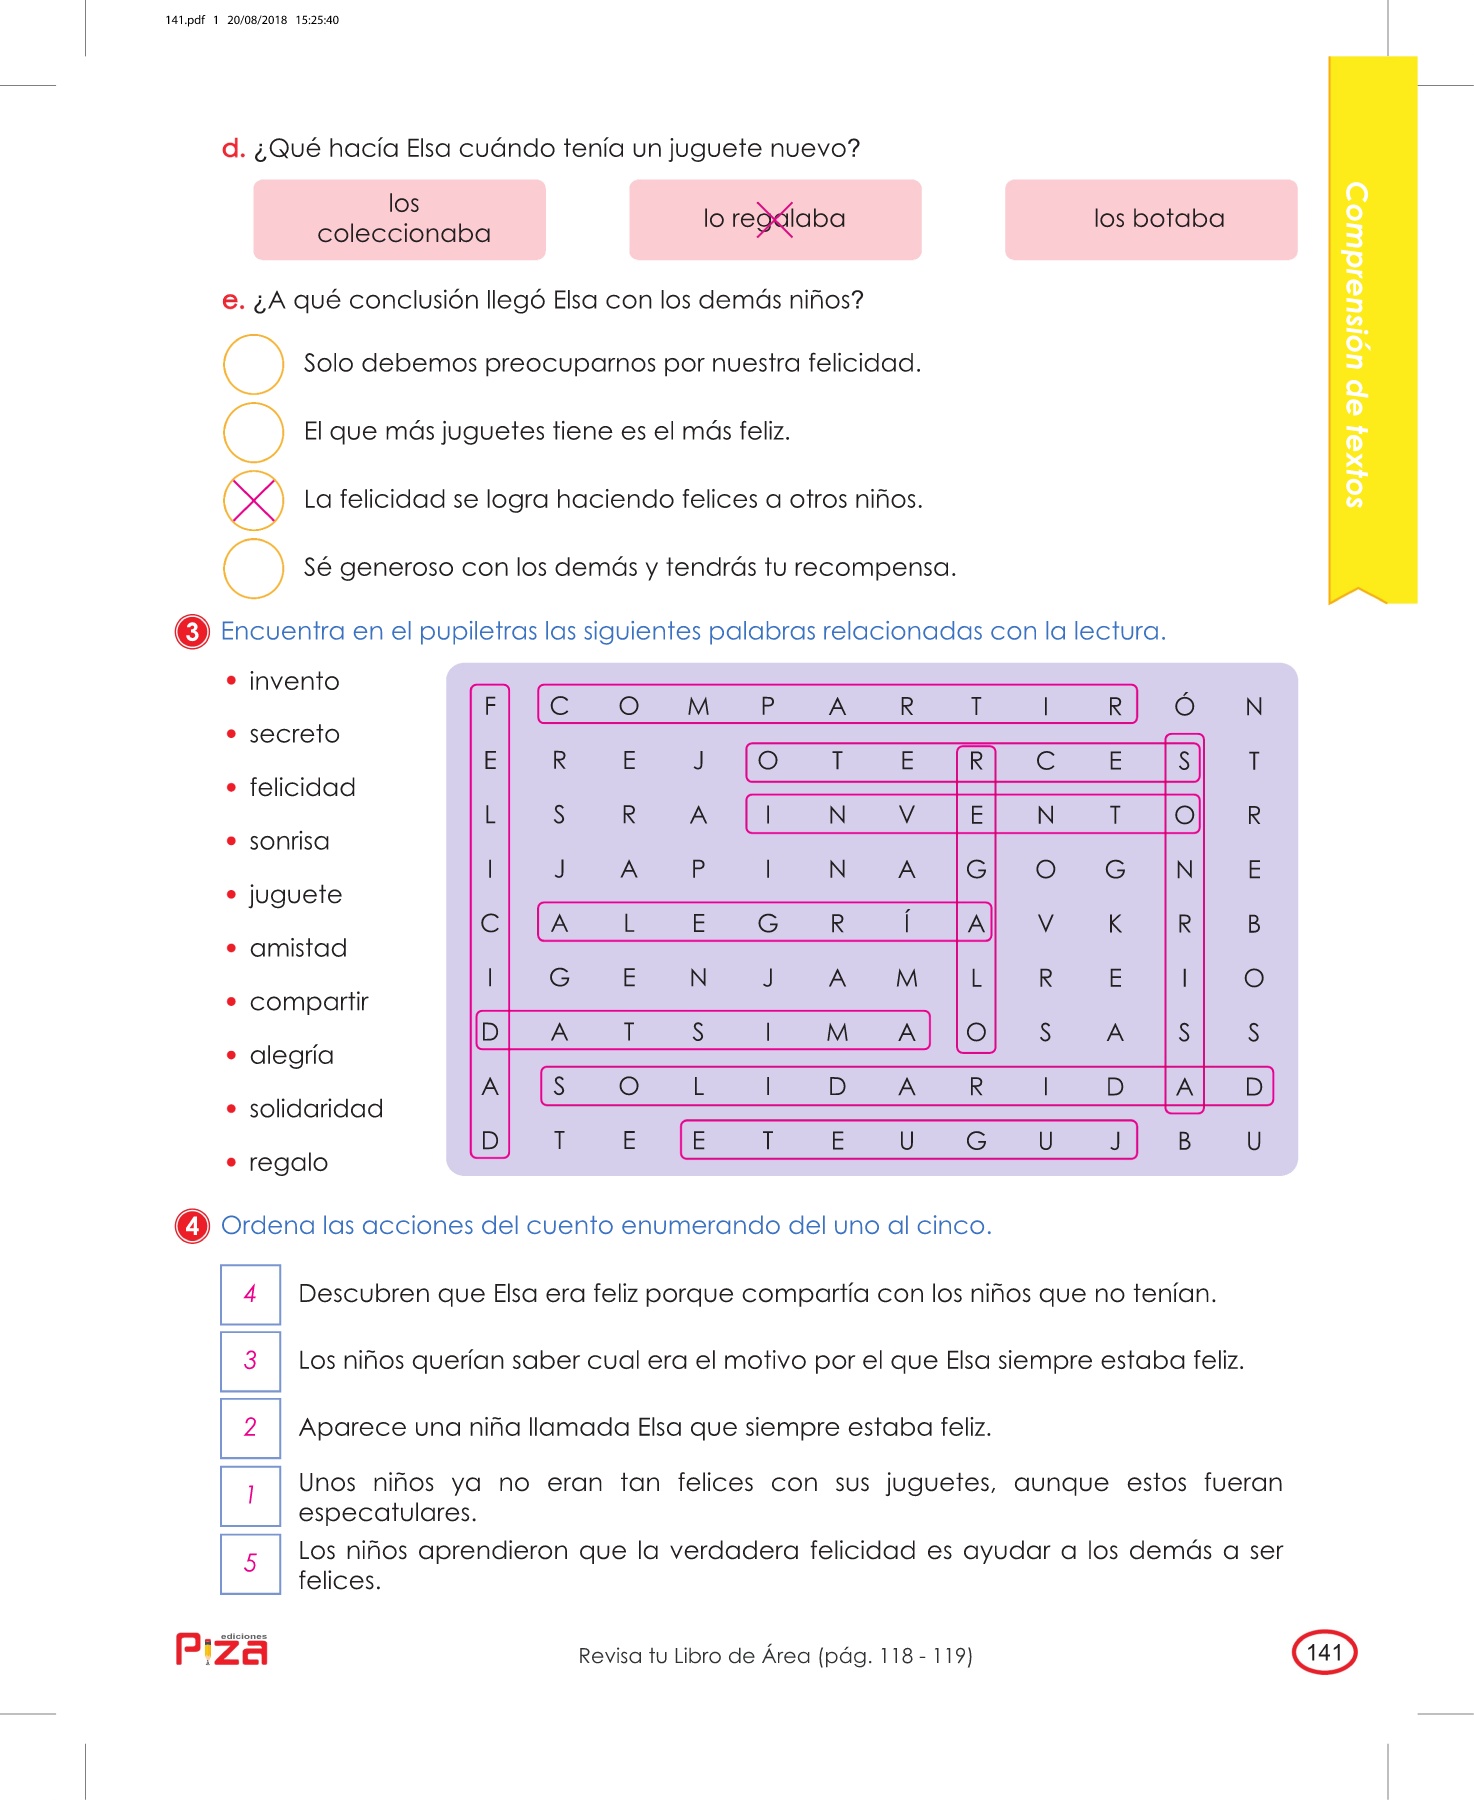 141.pdf 1 20/08/2018 15:25:40
d. ¿Qué hacía Elsa cuándo tenía un juguete nuevo?
los
coleccionaba
lo regalaba
los botaba
e. ¿A qué conclusión llegó Elsa con los demás niños?
Solo debemos preocuparnos por nuestra felicidad.
El que más juguetes tiene es el más feliz.
La felicidad se logra haciendo felices a otros niños.
Sé generoso con los demás y tendrás tu recompensa.
Comprensión de textos
3 Encuentra en el pupiletras las siguientes palabras relacionadas con la lectura.
• invento
• secreto
• felicidad
• sonrisa
• juguete
• amistad
• compartir
• alegría
• solidaridad
• regalo
F C O M P A R T I R Ó N
E R E J O T E R C E S T
L S R A I N V E N T O R
I J A P I N A G O G N E
C A L E G R Í A V K R B
I G E N J A M L R E I O
D A T S I M A O S A S S
A S O L I D A R I D A D
D T E E T E U G U J B U
4 Ordena las acciones del cuento enumerando del uno al cinco.
4 Descubren que Elsa era feliz porque compartía con los niños que no tenían.
3 Los niños querían saber cual era el motivo por el que Elsa siempre estaba feliz.
2 Aparece una niña llamada Elsa que siempre estaba feliz.
1 Unos niños ya no eran tan felices con sus juguetes, aunque estos fueran
especatulares.
5 Los niños aprendieron que la verdadera felicidad es ayudar a los demás a ser
felices.
ediciones
Piza
Revisa tu Libro de Área (pág. 118 - 119)
141